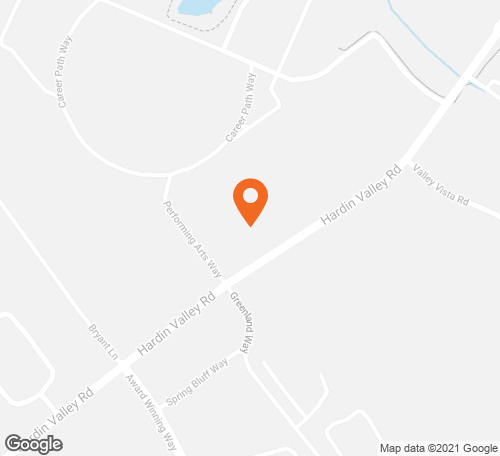 Career Path Way
Career Path Way
Hardin Valley Rd
Valley Vista Rd
Performing Arts Way
Greenland Way
Hardin Valley Rd
Bryant Ln
Spring Bluff Way
Award Winning Way
Hardin Valley Rd
Google
Map data ©2021 Google